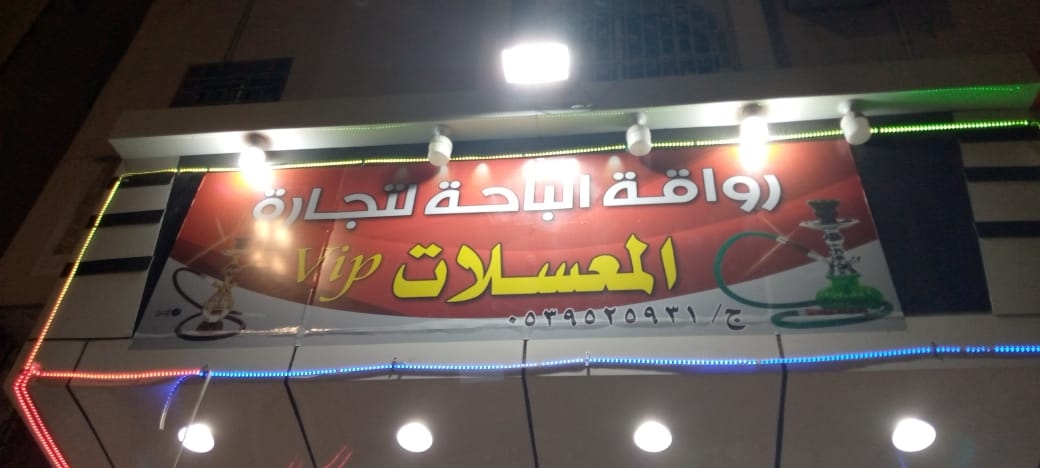 رواقة الباحة لتجارة
المعسلات Vip
ج/ ٠٥٣٩٥٢٥٩٣١